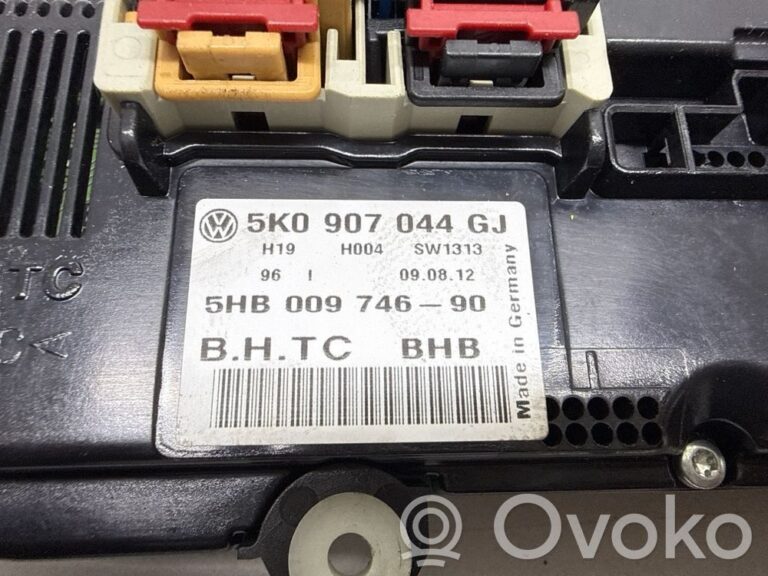 5K0 907 044 GJ
H19 H004 SW1313
96 I 09.08.12
5HB 009 746-90
B.H.TC BHB
Made in Germany
TC
C<
Ovoko